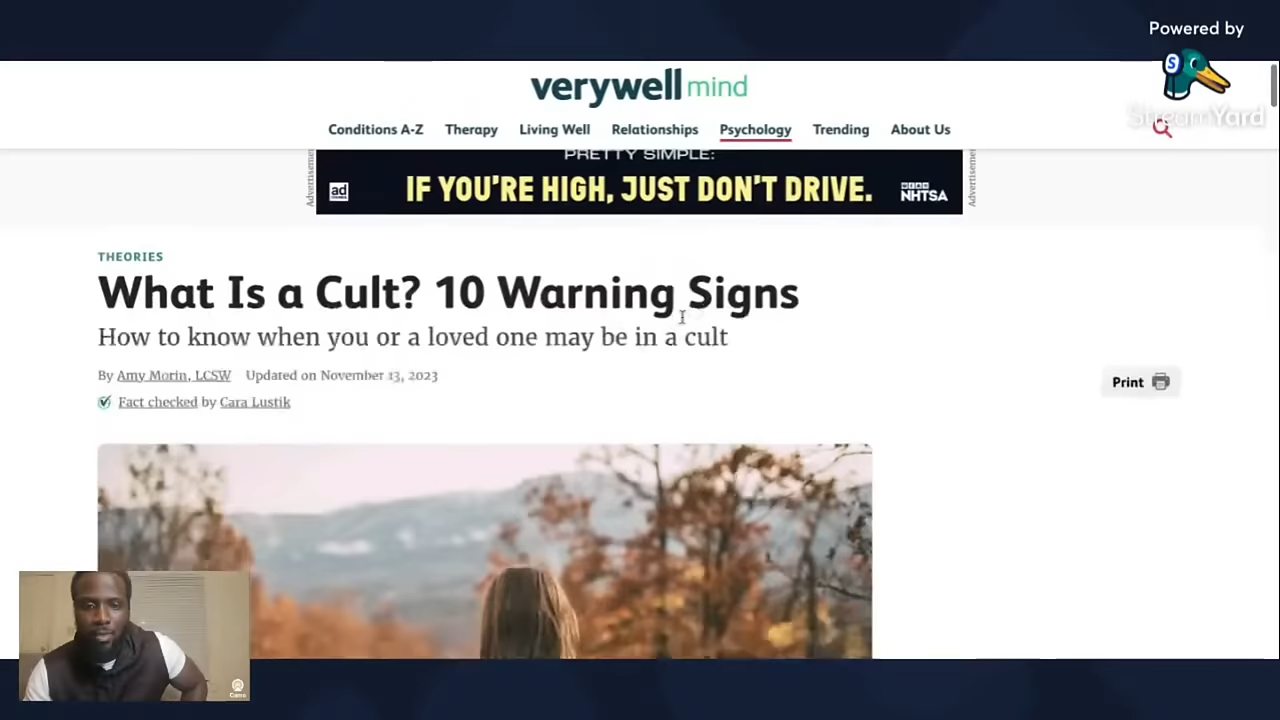 Powered by
StreamYard
verywell mind
Conditions A-Z Therapy Living Well Relationships Psychology Trending About Us
PRETTY SIMPLE:
IF YOU'RE HIGH, JUST DON'T DRIVE.
ad
NHTSA
THEORIES
What Is a Cult? 10 Warning Signs
How to know when you or a loved one may be in a cult
By Amy Morin, LCSW Updated on November 13, 2023
Print
Fact checked by Cara Lustik
Camo